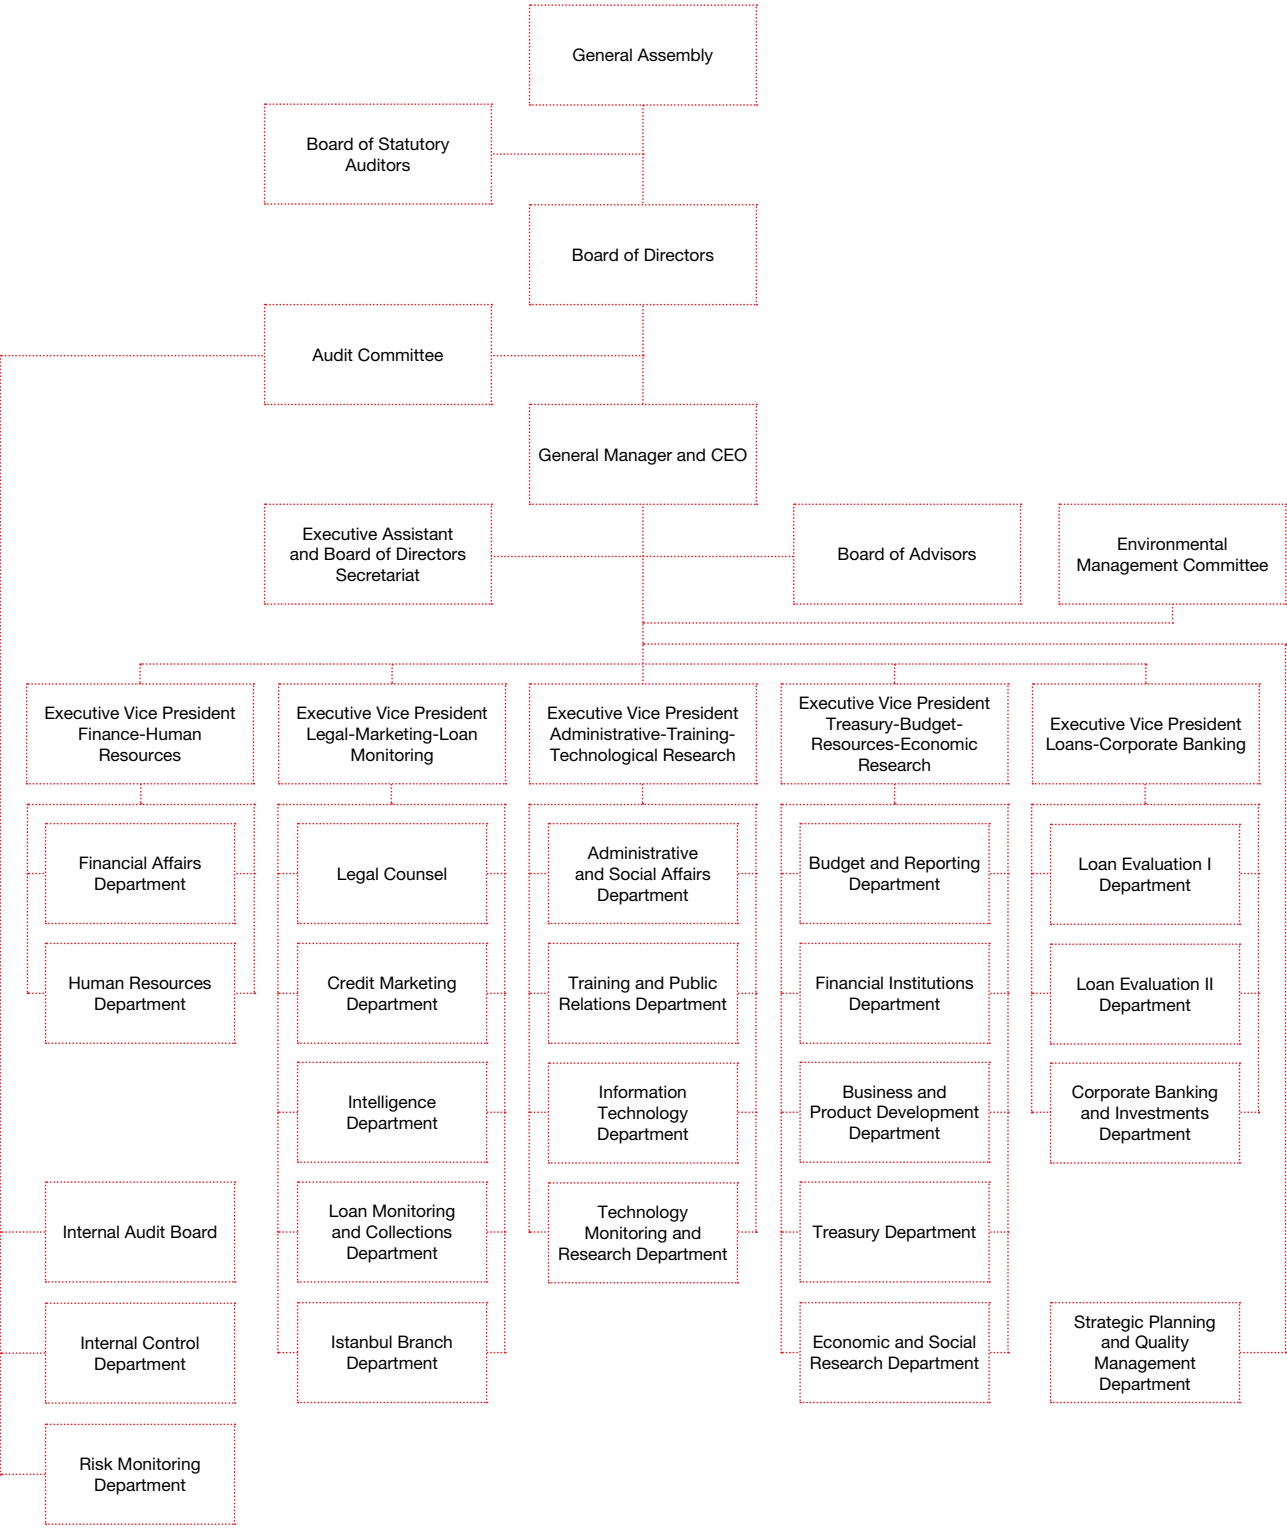 General Assembly
Board of Statutory
Auditors
Board of Directors
Audit Committee
General Manager and CEO
Executive Assistant
and Board of Directors
Secretariat
Board of Advisors
Environmental
Management Committee
Executive Vice President
Finance-Human
Resources
Executive Vice President
Legal-Marketing-Loan
Monitoring
Executive Vice President
Administrative-Training-
Technological Research
Executive Vice President
Treasury-Budget-
Resources-Economic
Research
Executive Vice President
Loans-Corporate Banking
Financial Affairs
Department
Legal Counsel
Administrative
and Social Affairs
Department
Budget and Reporting
Department
Loan Evaluation I
Department
Human Resources
Department
Credit Marketing
Department
Training and Public
Relations Department
Financial Institutions
Department
Loan Evaluation II
Department
Intelligence
Department
Information
Technology
Department
Business and
Product Development
Department
Corporate Banking
and Investments
Department
Internal Audit Board
Loan Monitoring
and Collections
Department
Technology
Monitoring and
Research Department
Treasury Department
Internal Control
Department
Istanbul Branch
Department
Economic and Social
Research Department
Strategic Planning
and Quality
Management
Department
Risk Monitoring
Department